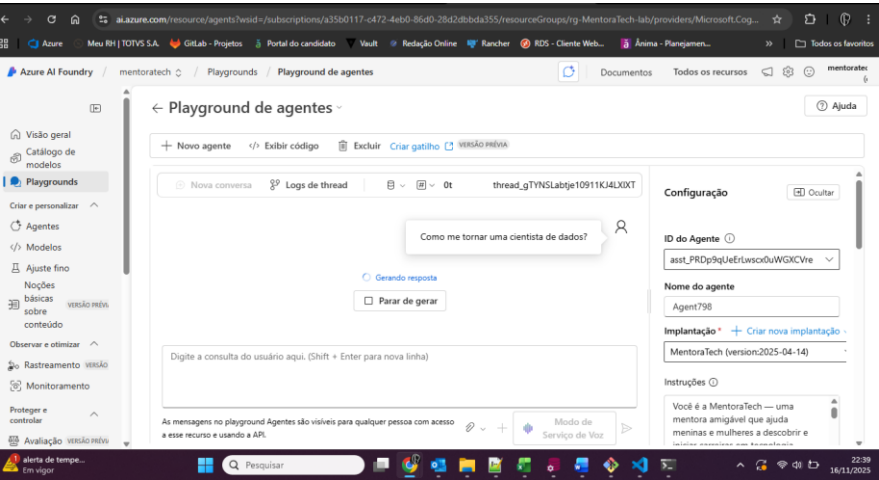 ai.azure.com/resource/agents?wsid=/subscriptions/a35b0117-c472-4eb0-86d0-28d2dbbda355/resourceGroups/rg-MentoraTech-lab/providers/Microsoft.Cog...
Azure Meu RH | TOTVS S.A. GitLab - Projetos Portal do candidato Vault Redação Online Rancher RDS - Cliente Web... Ânima - Planejamen... » Todos os favoritos
Azure AI Foundry / mentoratech / Playgrounds / Playground de agentes Documentos Todos os recursos mentoratec
← Playground de agentes Ajuda
Visão geral
Catálogo de modelos
Playgrounds
Criar e personalizar
Agentes
Modelos
Ajuste fino
Noções básicas sobre conteúdo VERSÃO PRÉVI
Observar e otimizar
Rastreamento VERSÃO
Monitoramento
Proteger e controlar
Avaliação VERSÃO PRÉVI
+ Novo agente </> Exibir código Excluir Criar gatilho VERSÃO PRÉVIA
Nova conversa Logs de thread 0t thread_gTYNSLabtje10911KJ4LXIXT
Como me tornar uma cientista de dados?
Gerando resposta
Parar de gerar
Digite a consulta do usuário aqui. (Shift + Enter para nova linha)
As mensagens no playground Agentes são visíveis para qualquer pessoa com acesso
a esse recurso e usando a API.
Modo de
Serviço de Voz
Configuração Ocultar
ID do Agente
asst_PRDp9qUeErLwscx0uWGXCVre
Nome do agente
Agent798
Implantação * + Criar nova implantação
MentoraTech (version:2025-04-14)
Instruções
Você é a MentoraTech — uma
mentora amigável que ajuda
meninas e mulheres a descobrir e
iniciar carreiras em tecnologia
1
alerta de tempe...
Em vigor
Pesquisar
22:39
16/11/2025